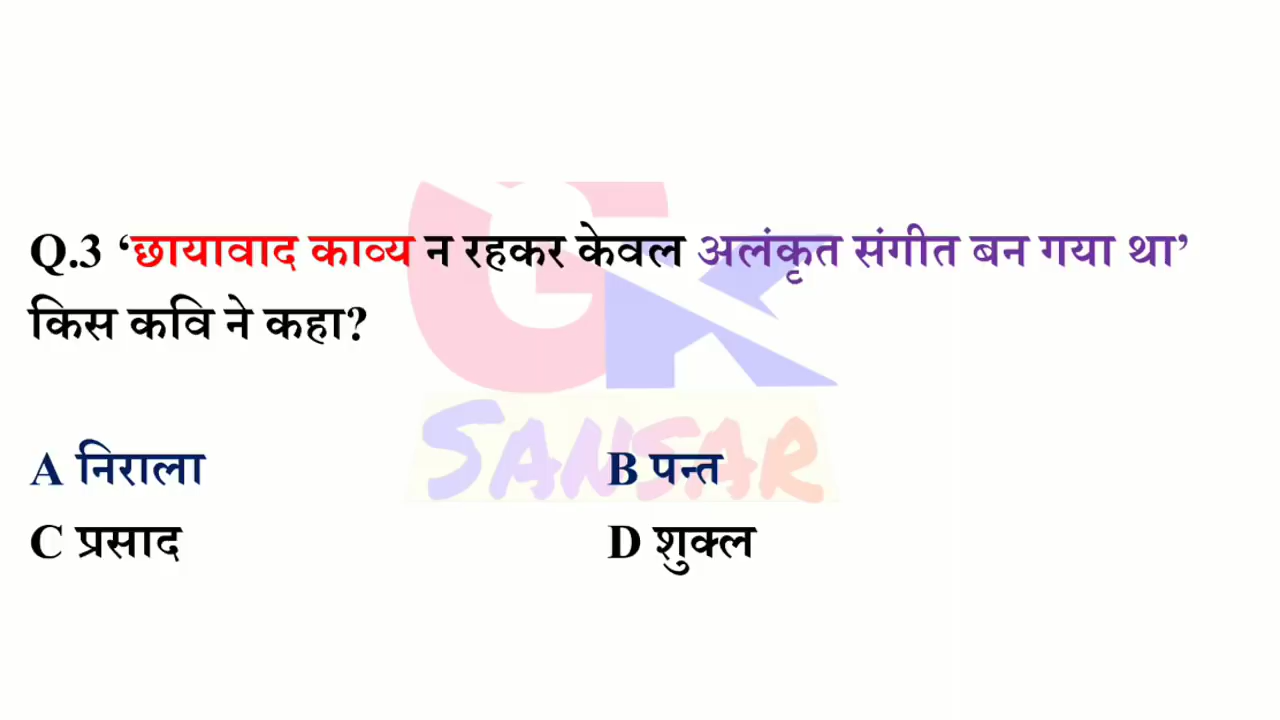 Q.3 ‘छायावाद काव्य न रहकर केवल अलंकृत संगीत बन गया था’
किस कवि ने कहा?
A निराला B पन्त
C प्रसाद D शुक्ल
GK
SANSAR